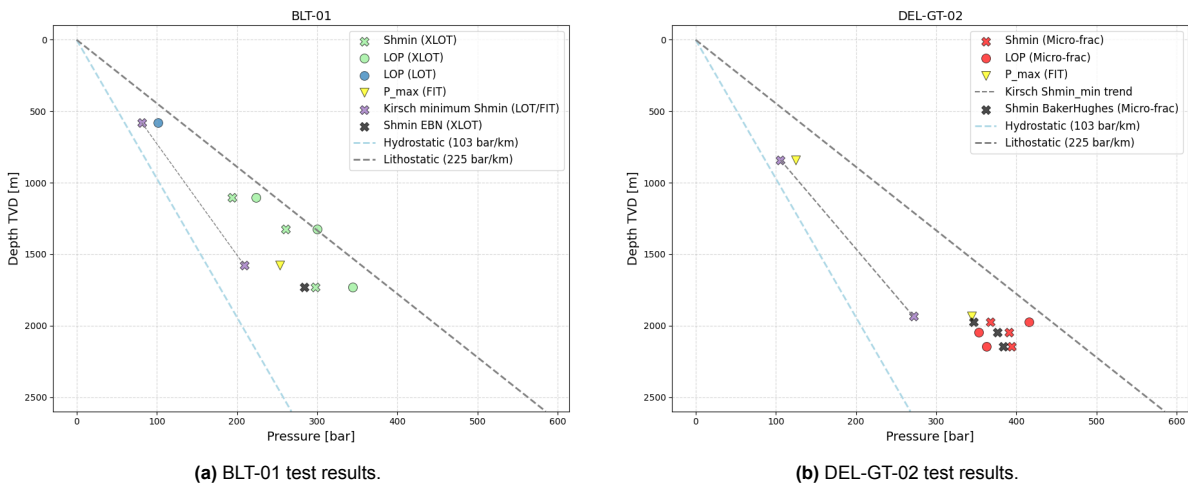 BLT-01
0
500
1000
1500
2000
2500
Depth TVD [m]
0
100
200
300
400
500
600
Pressure [bar]
Shmin (XLOT)
LOP (XLOT)
LOP (LOT)
P_max (FIT)
Kirsch minimum Shmin (LOT/FIT)
Shmin EBN (XLOT)
Hydrostatic (103 bar/km)
Lithostatic (225 bar/km)
(a) BLT-01 test results.
DEL-GT-02
0
500
1000
1500
2000
2500
Depth TVD [m]
0
100
200
300
400
500
600
Pressure [bar]
Shmin (Micro-frac)
LOP (Micro-frac)
P_max (FIT)
Kirsch Shmin_min trend
Shmin BakerHughes (Micro-frac)
Hydrostatic (103 bar/km)
Lithostatic (225 bar/km)
(b) DEL-GT-02 test results.